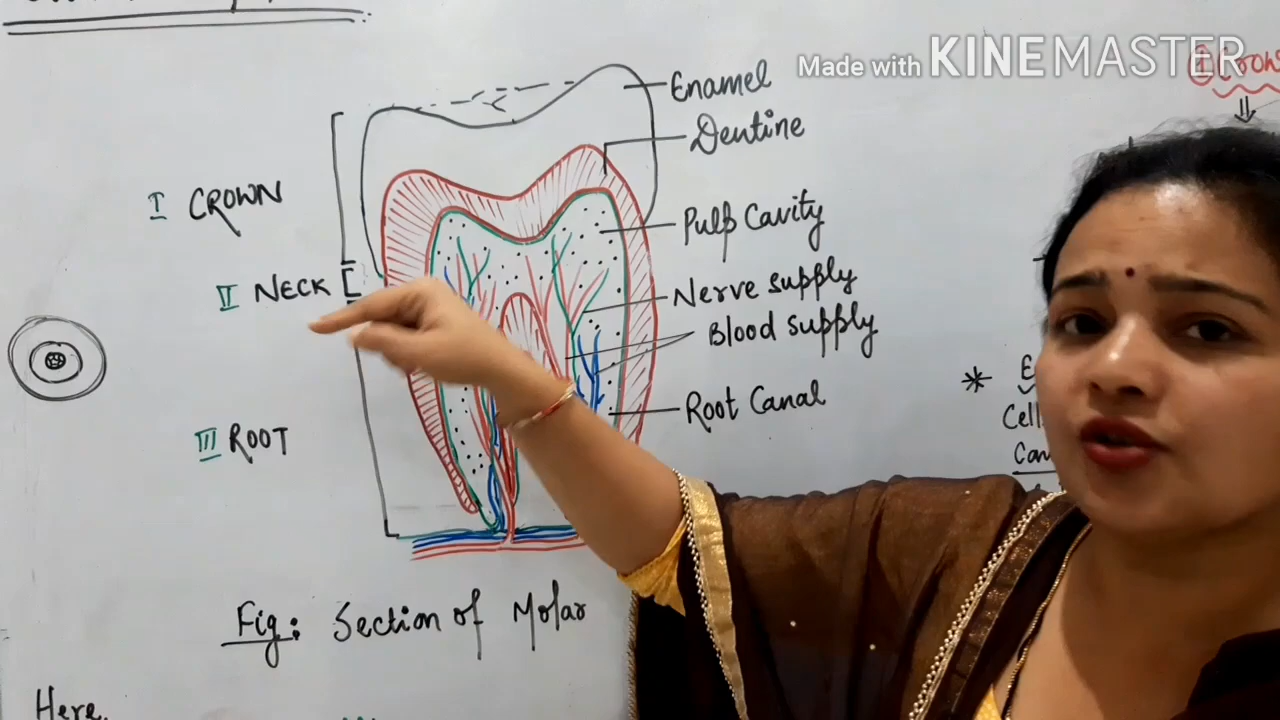 Made with KINEMASTER
Enamel
Dentine
I CROWN
Pulp Cavity
II NECK
Nerve supply
Blood supply
Root Canal
III ROOT
Fig: Section of Molar
Here,